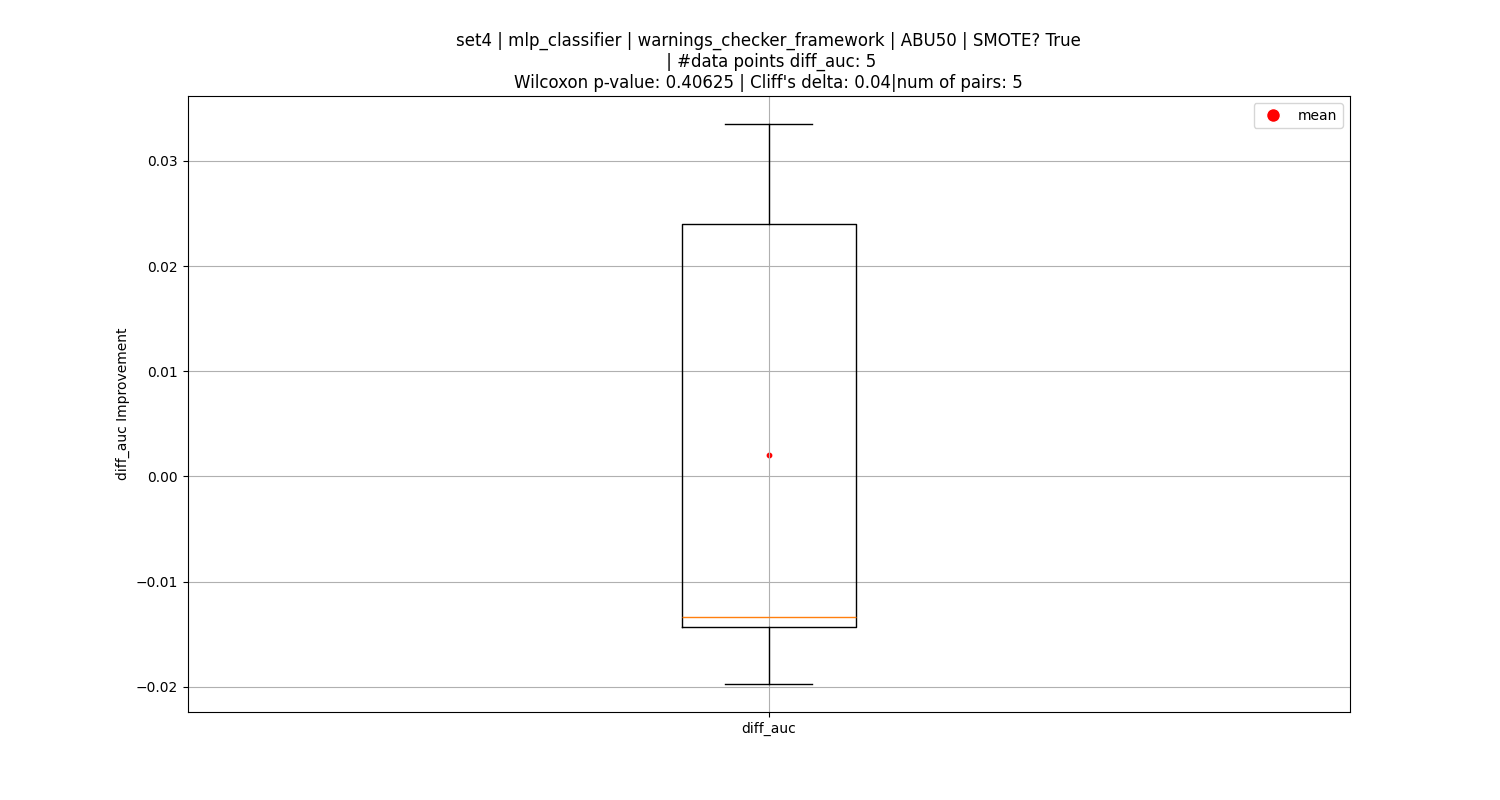 set4 | mlp_classifier | warnings_checker_framework | ABU50 | SMOTE? True
| #data points diff_auc: 5
Wilcoxon p-value: 0.40625 | Cliff's delta: 0.04|num of pairs: 5
mean
0.03
0.02
0.01
0.00
−0.01
−0.02
diff_auc Improvement
diff_auc